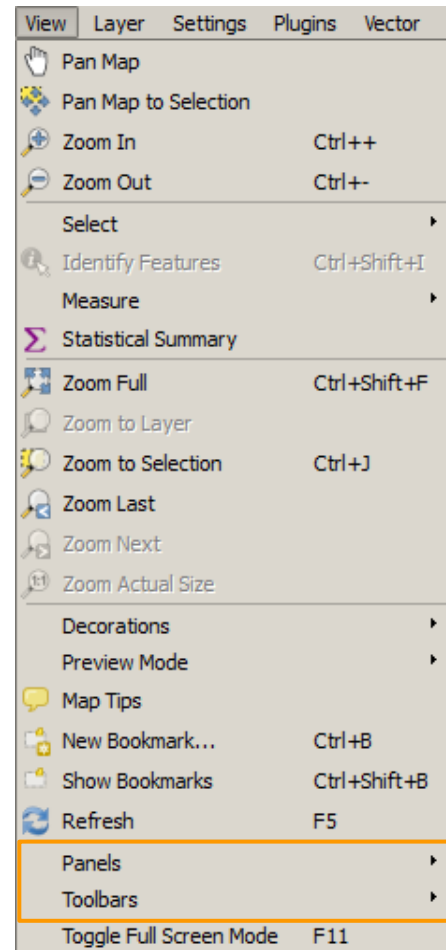 View Layer Settings Plugins Vector
Pan Map
Pan Map to Selection
Zoom In Ctrl++
Zoom Out Ctrl+-
Select
Identify Features Ctrl+Shift+I
Measure
Statistical Summary
Zoom Full Ctrl+Shift+F
Zoom to Layer
Zoom to Selection Ctrl+J
Zoom Last
Zoom Next
Zoom Actual Size
Decorations
Preview Mode
Map Tips
New Bookmark... Ctrl+B
Show Bookmarks Ctrl+Shift+B
Refresh F5
Panels
Toolbars
Toggle Full Screen Mode F11